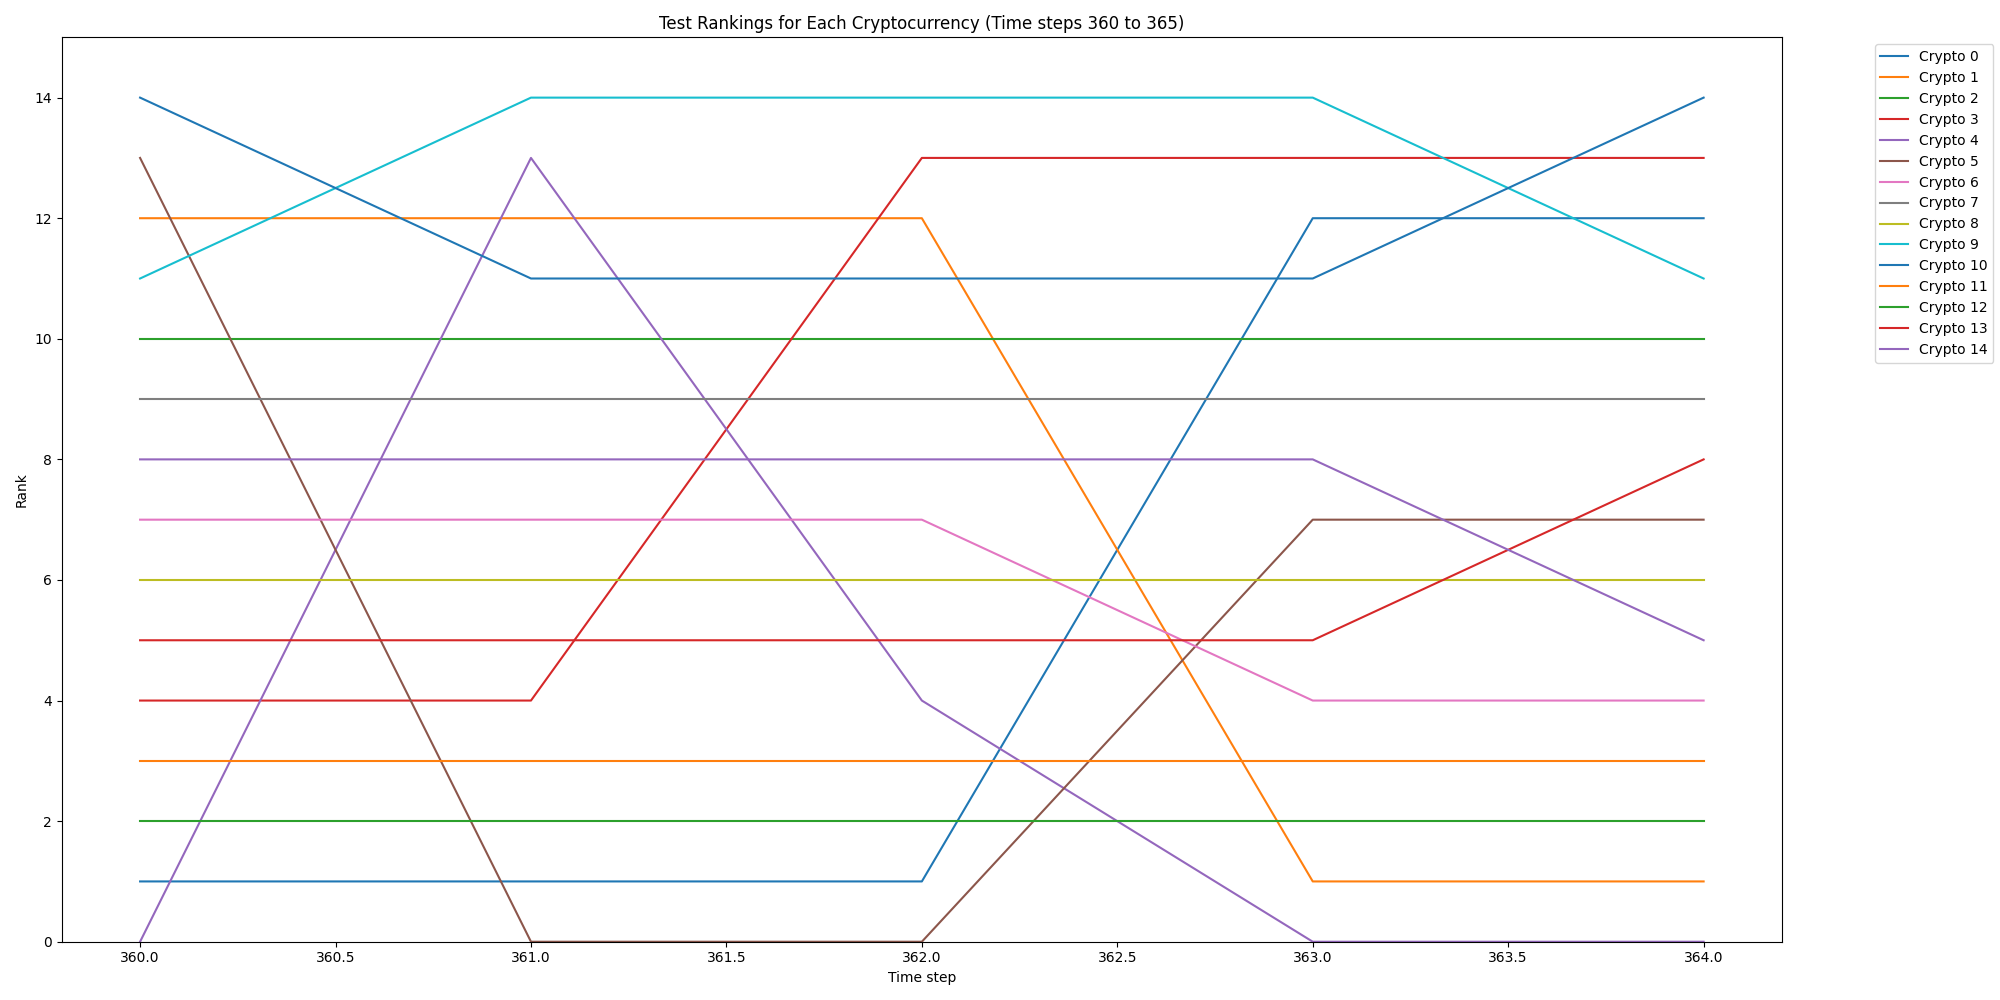 Test Rankings for Each Cryptocurrency (Time steps 360 to 365)
Rank
14
12
10
8
6
4
2
0
360.0 360.5 361.0 361.5 362.0 362.5 363.0 363.5 364.0
Time step
Crypto 0
Crypto 1
Crypto 2
Crypto 3
Crypto 4
Crypto 5
Crypto 6
Crypto 7
Crypto 8
Crypto 9
Crypto 10
Crypto 11
Crypto 12
Crypto 13
Crypto 14